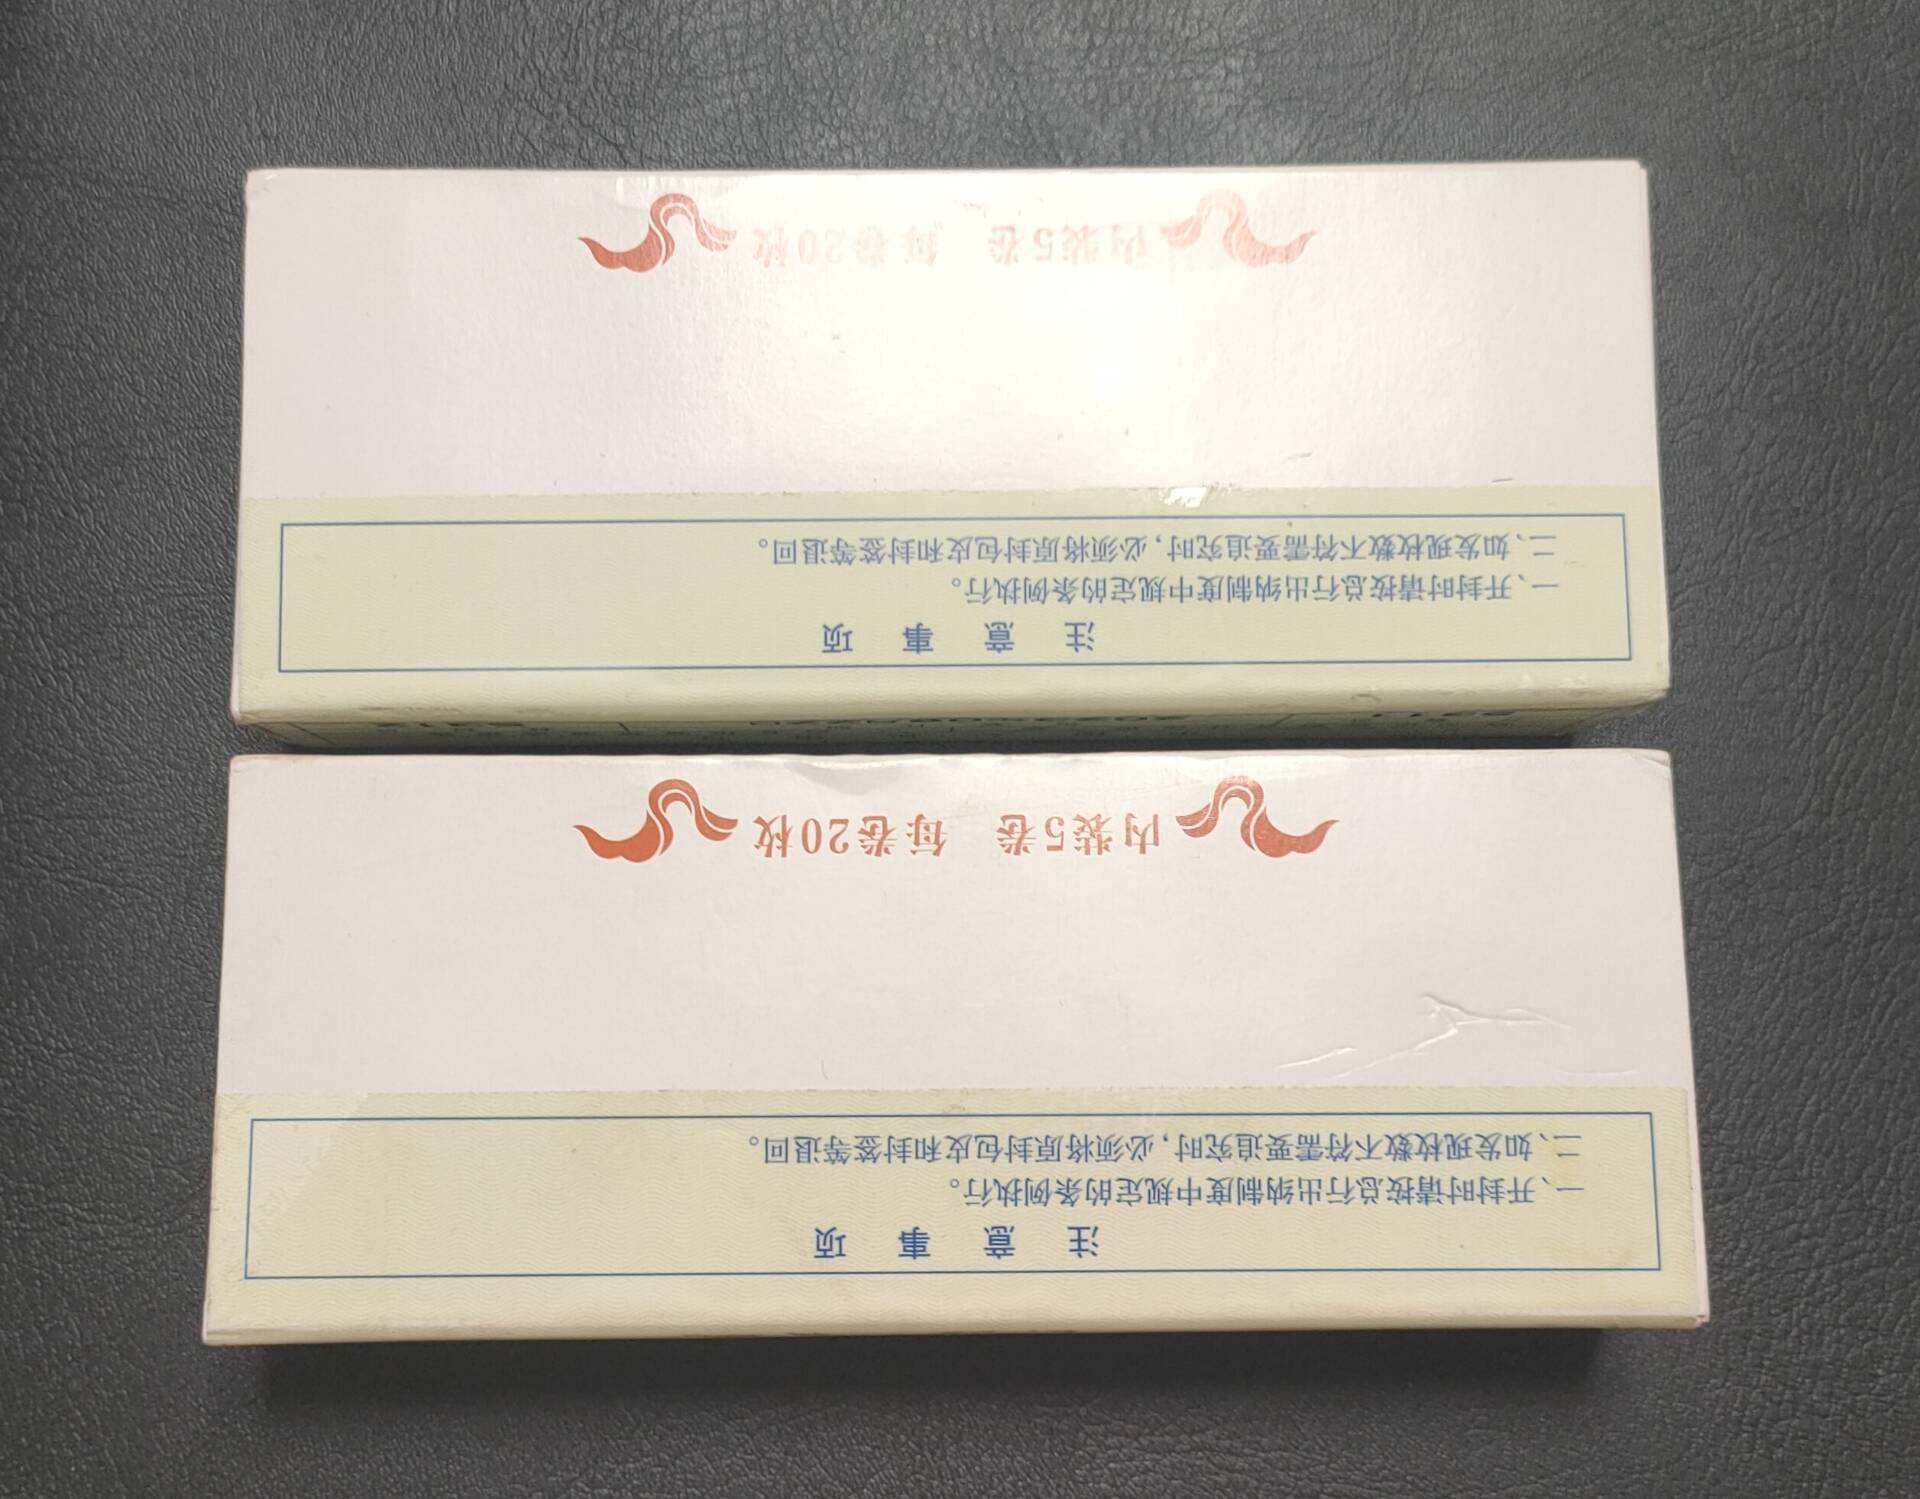 注 意 事 项
一、开封时请按总行出纳制度中规定的条例执行。
二、如发现枚数不符需要追究时，必须将原封包皮和封签等退回。
内装5卷 每卷20枚
注 意 事 项
一、开封时请按总行出纳制度中规定的条例执行。
二、如发现枚数不符需要追究时，必须将原封包皮和封签等退回。
内装5卷 每卷20枚